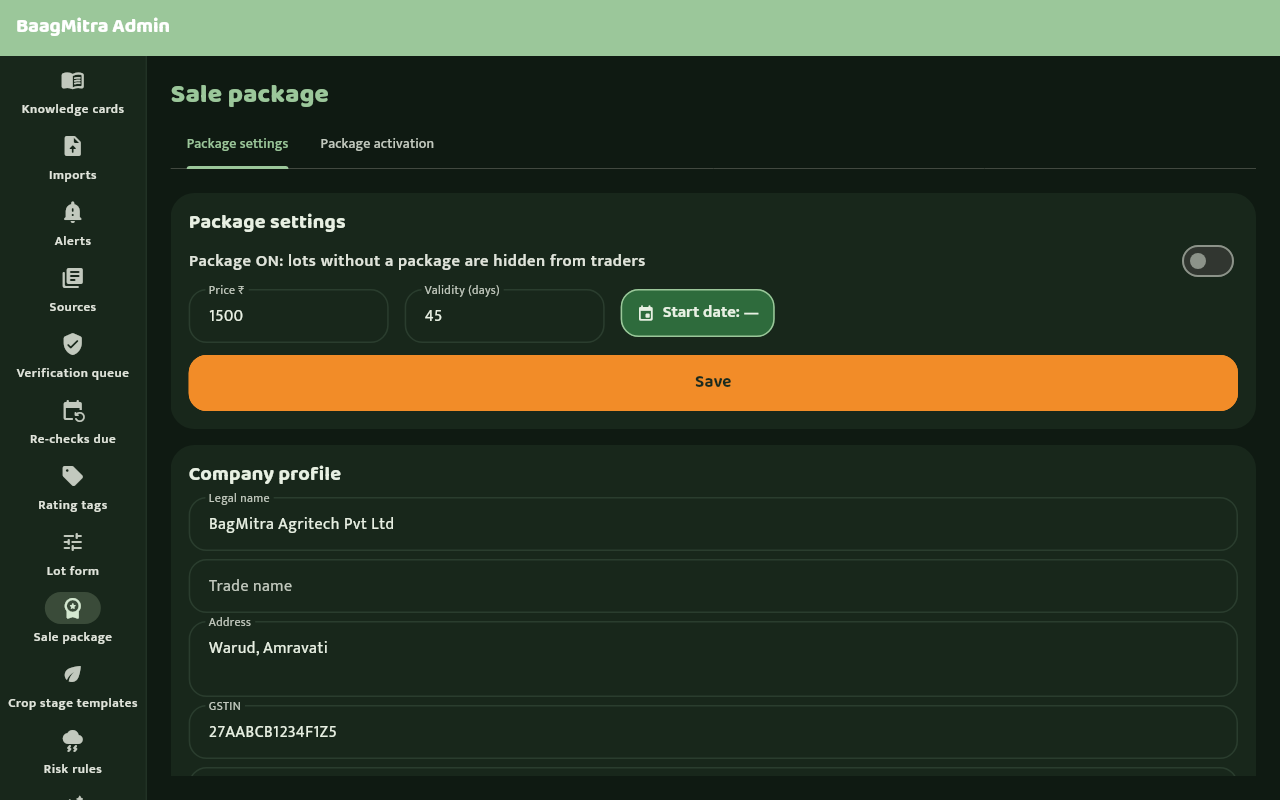 BaagMitra Admin
Knowledge cards
Imports
Alerts
Sources
Verification queue
Re-checks due
Rating tags
Lot form
Sale package
Crop stage templates
Risk rules
Sale package
Package settings
Package activation
Package settings
Package ON: lots without a package are hidden from traders
Price ₹
1500
Validity (days)
45
Start date: —
Save
Company profile
Legal name
BagMitra Agritech Pvt Ltd
Trade name
Address
Warud, Amravati
GSTIN
27AABCB1234F1Z5